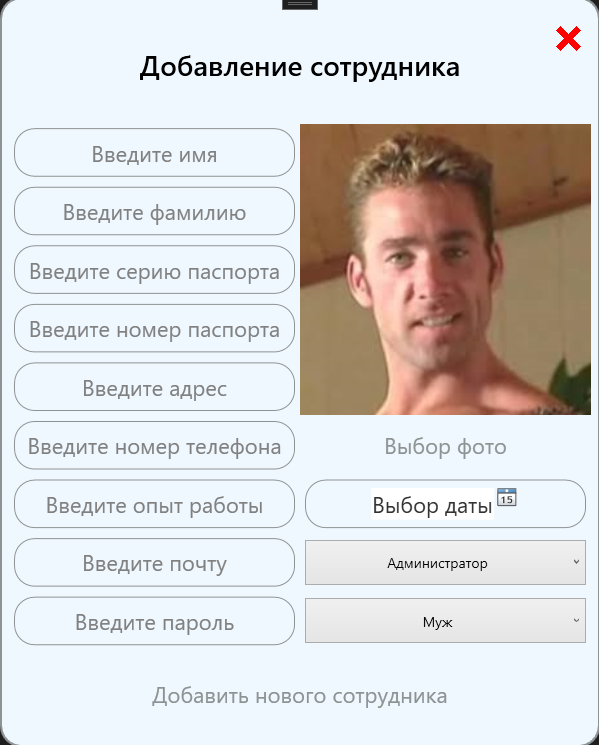 Добавление сотрудника
Введите имя
Введите фамилию
Введите серию паспорта
Введите номер паспорта
Введите адрес
Введите номер телефона
Выбор фото
Введите опыт работы
Выбор даты
15
Введите почту
Администратор
Введите пароль
Муж
Добавить нового сотрудника